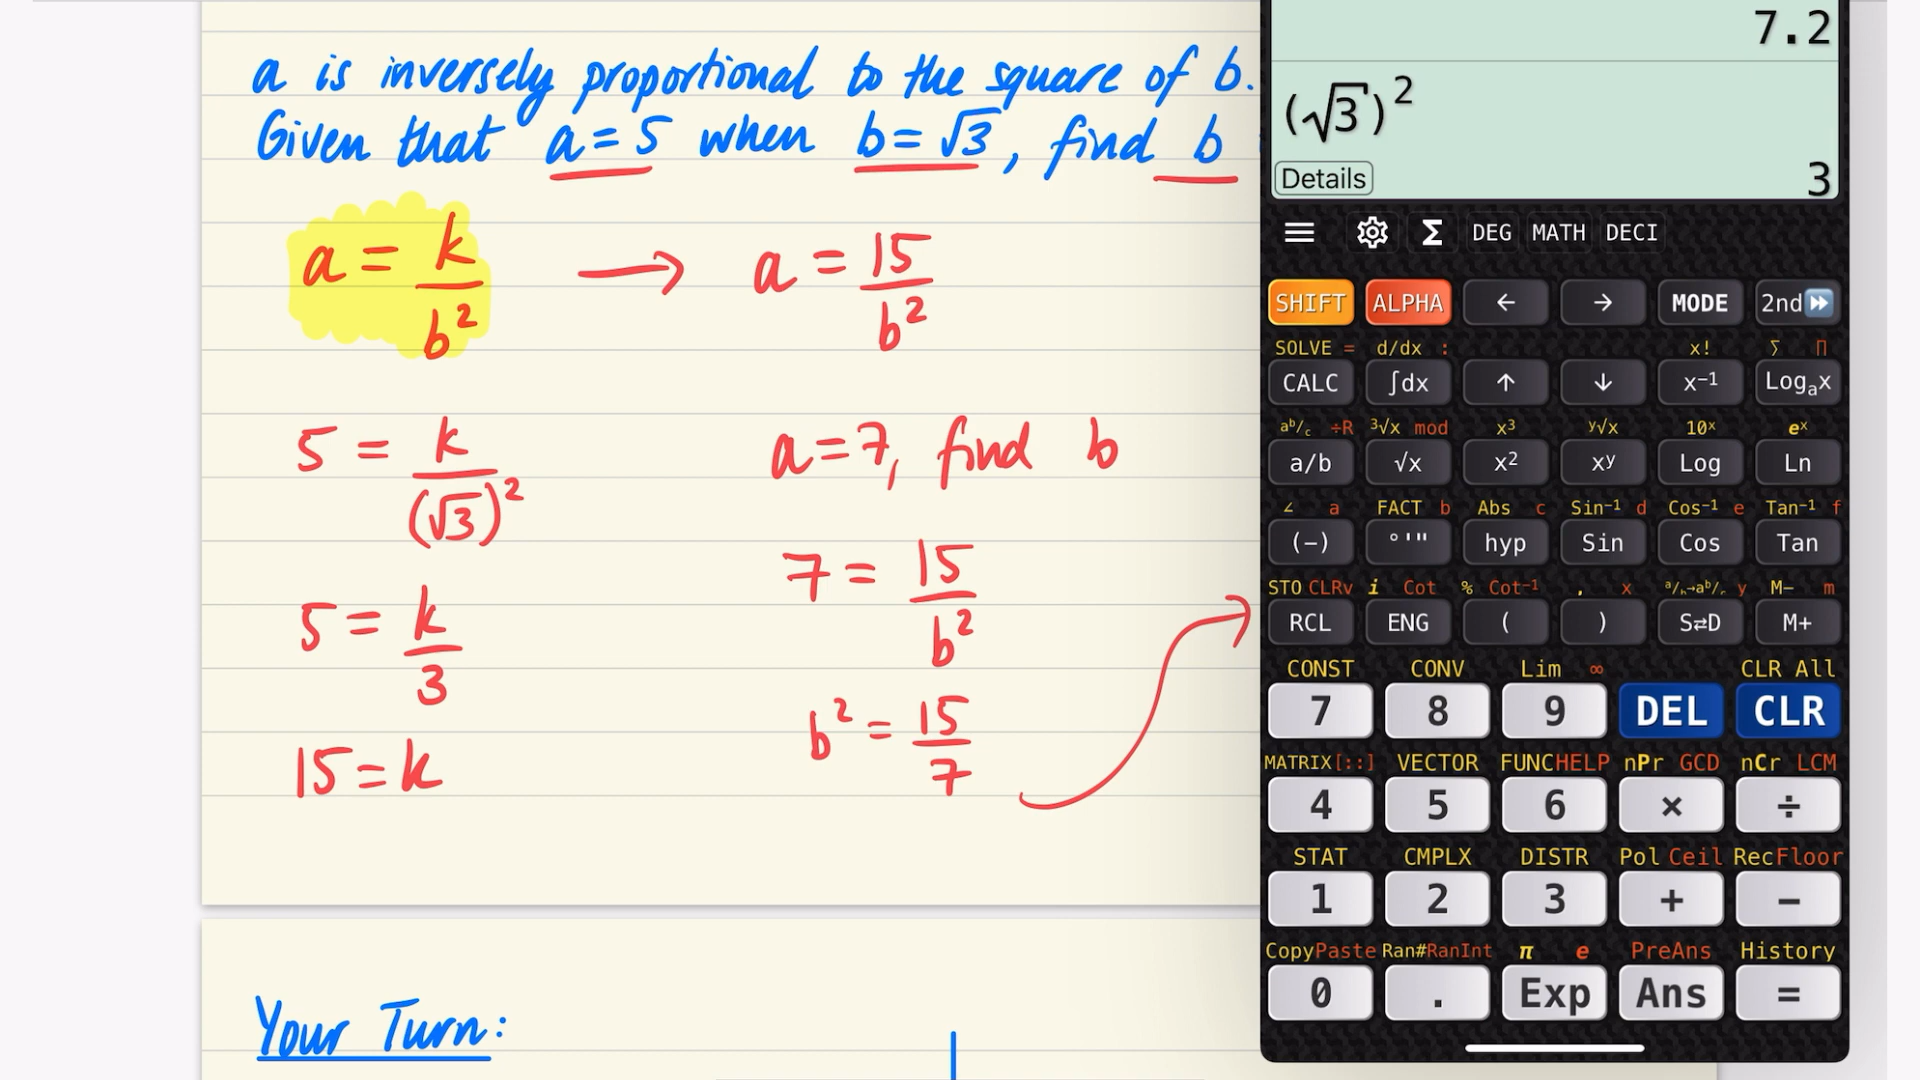 a is inversely proportional to the square of b.
Given that a = 5 when b = √3, find b
a = k/b²
→ a = 15/b²
5 = k/(√3)²
a = 7, find b
5 = k/3
7 = 15/b²
15 = k
b² = 15/7
Your Turn:
7.2
(√3)²
Details 3
DEG MATH DECI
SHIFT ALPHA ← → MODE 2nd
SOLVE = d/dx : x! ∑ ∏
CALC ∫dx ↑ ↓ x⁻¹ Logₐx
aᵇ/c ÷R ³√x mod x³ ʸ√x 10ˣ eˣ
a/b √x x² xʸ Log Ln
∠ a FACT b Abs c Sin⁻¹ d Cos⁻¹ e Tan⁻¹ f
(−) °'" hyp Sin Cos Tan
STO CLRv i Cot % Cot⁻¹ , x y M− m
RCL ENG ( ) S⇄D M+
CONST CONV Lim ∞ CLR All
7 8 9 DEL CLR
MATRIX[::] VECTOR FUNC HELP nPr GCD nCr LCM
4 5 6 × ÷
STAT CMPLX DISTR Pol Ceil Rec Floor
1 2 3 + −
Copy Paste Ran# RanInt π e PreAns History
0 . Exp Ans =